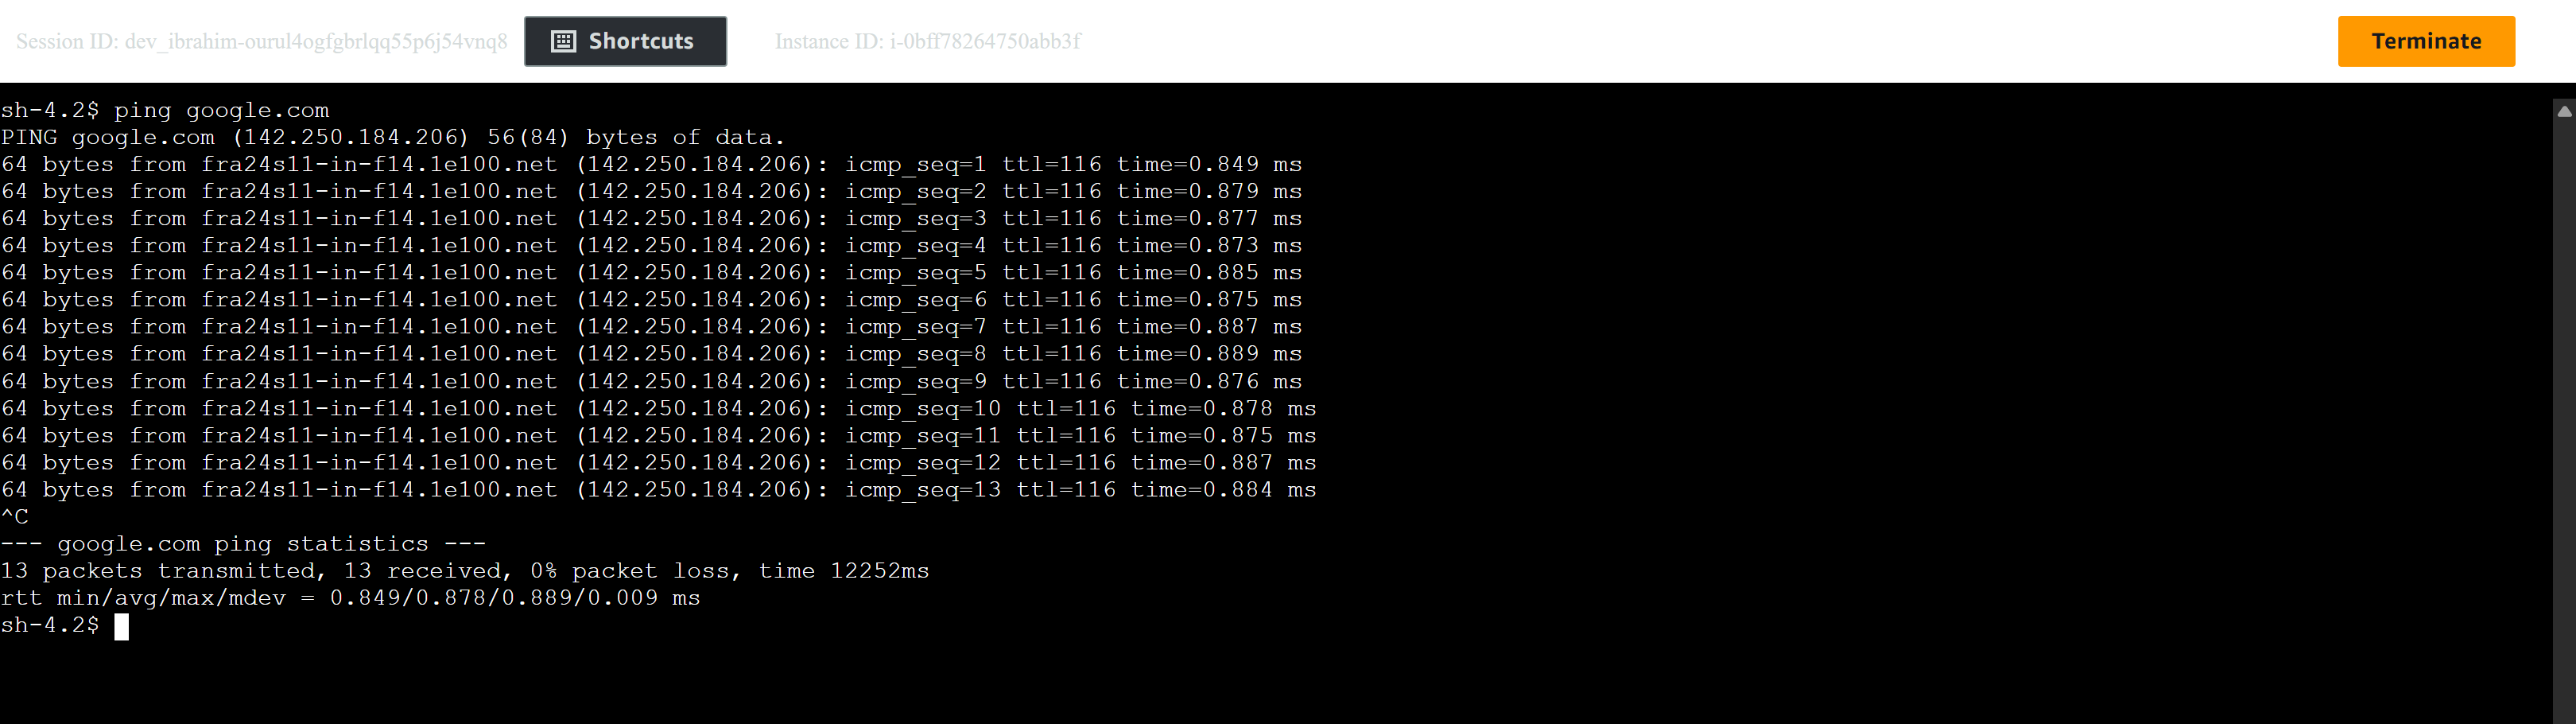 Session ID: dev_ibrahim-ourul4ogfgbrlqq55p6j54vnq8 Shortcuts Instance ID: i-0bff78264750abb3f Terminate
sh-4.2$ ping google.com
PING google.com (142.250.184.206) 56(84) bytes of data.
64 bytes from fra24s11-in-f14.1e100.net (142.250.184.206): icmp_seq=1 ttl=116 time=0.849 ms
64 bytes from fra24s11-in-f14.1e100.net (142.250.184.206): icmp_seq=2 ttl=116 time=0.879 ms
64 bytes from fra24s11-in-f14.1e100.net (142.250.184.206): icmp_seq=3 ttl=116 time=0.877 ms
64 bytes from fra24s11-in-f14.1e100.net (142.250.184.206): icmp_seq=4 ttl=116 time=0.873 ms
64 bytes from fra24s11-in-f14.1e100.net (142.250.184.206): icmp_seq=5 ttl=116 time=0.885 ms
64 bytes from fra24s11-in-f14.1e100.net (142.250.184.206): icmp_seq=6 ttl=116 time=0.875 ms
64 bytes from fra24s11-in-f14.1e100.net (142.250.184.206): icmp_seq=7 ttl=116 time=0.887 ms
64 bytes from fra24s11-in-f14.1e100.net (142.250.184.206): icmp_seq=8 ttl=116 time=0.889 ms
64 bytes from fra24s11-in-f14.1e100.net (142.250.184.206): icmp_seq=9 ttl=116 time=0.876 ms
64 bytes from fra24s11-in-f14.1e100.net (142.250.184.206): icmp_seq=10 ttl=116 time=0.878 ms
64 bytes from fra24s11-in-f14.1e100.net (142.250.184.206): icmp_seq=11 ttl=116 time=0.875 ms
64 bytes from fra24s11-in-f14.1e100.net (142.250.184.206): icmp_seq=12 ttl=116 time=0.887 ms
64 bytes from fra24s11-in-f14.1e100.net (142.250.184.206): icmp_seq=13 ttl=116 time=0.884 ms
^C
--- google.com ping statistics ---
13 packets transmitted, 13 received, 0% packet loss, time 12252ms
rtt min/avg/max/mdev = 0.849/0.878/0.889/0.009 ms
sh-4.2$